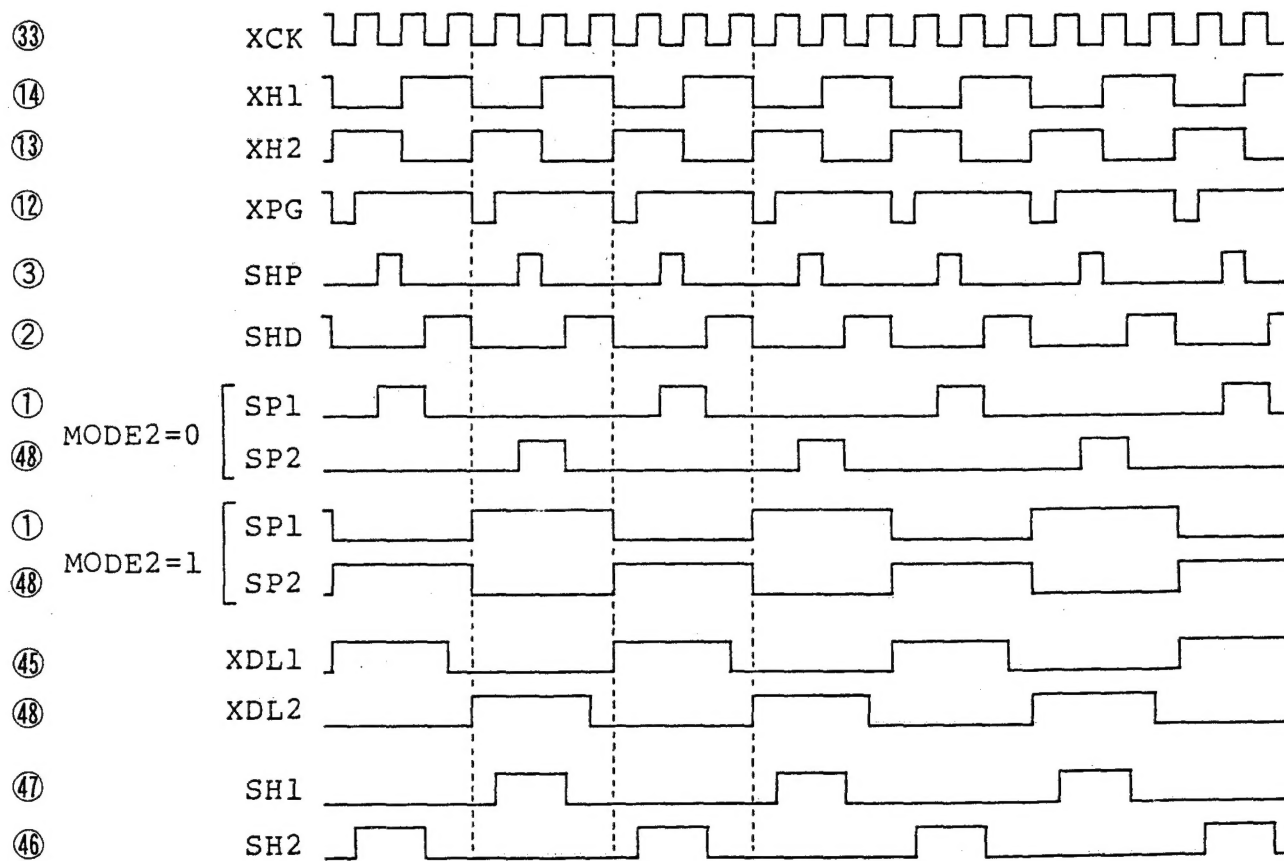 ㉝ XCK
⑭ XH1
⑬ XH2
⑫ XPG
③ SHP
② SHD
① SP1
MODE2=0
㊽ SP2
① SP1
MODE2=1
㊽ SP2
㊺ XDL1
㊽ XDL2
㊼ SH1
㊻ SH2